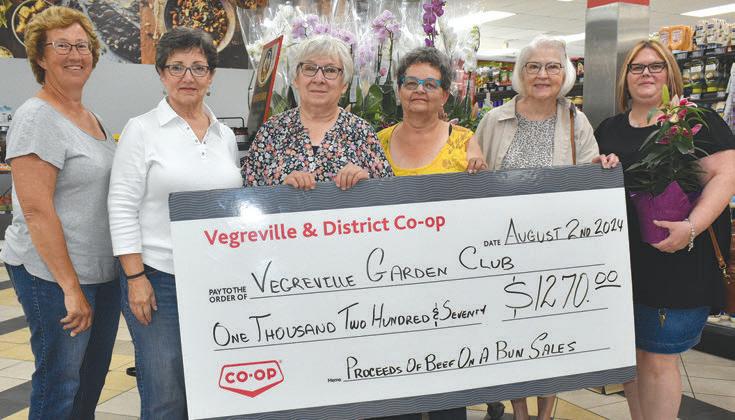 Vegreville & District Co-op
DATE AUGUST 2ND 2024
PAY TO THE
ORDER OF VEGREVILLE GARDEN CLUB
$1270.00
ONE THOUSAND TWO HUNDRED & SEVENTY
CO-OP®
Memo PROCEEDS OF BEEF ON A BUN SALES